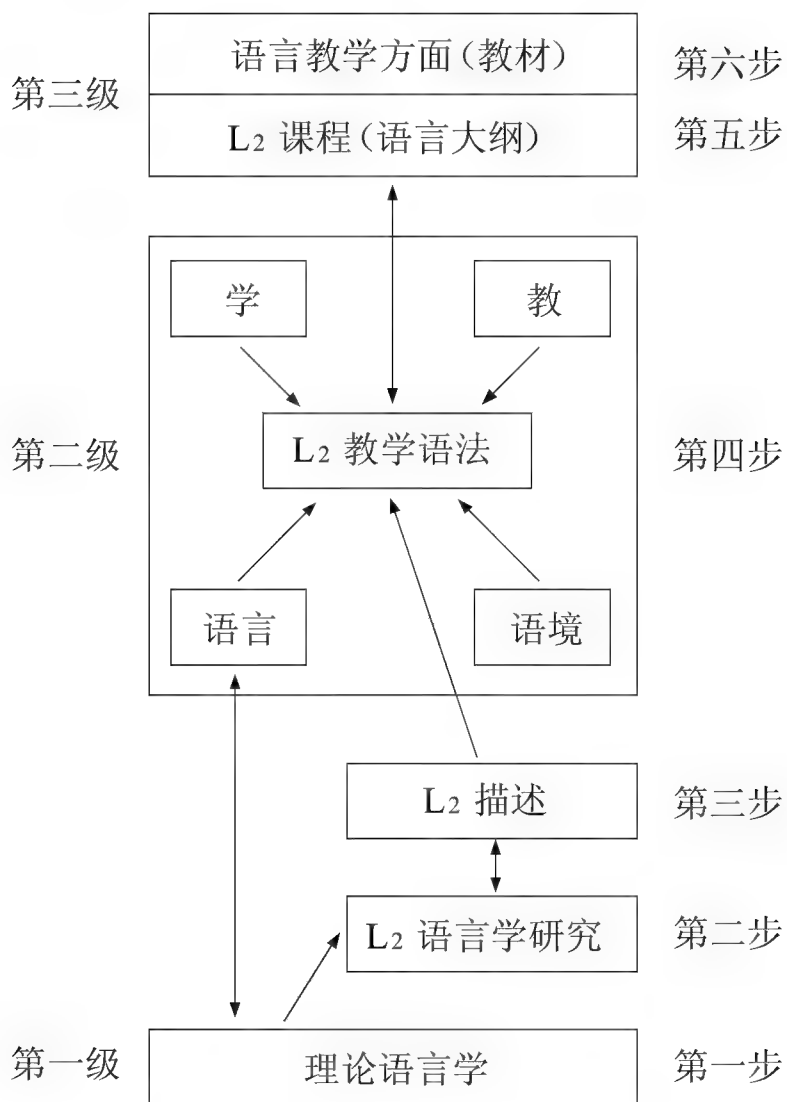 语言教学方面(教材)
第六步
第三级
L₂ 课程(语言大纲)
第五步
学
教
第二级
L₂ 教学语法
第四步
语言
语境
L₂ 描述
第三步
L₂ 语言学研究
第二步
第一级
理论语言学
第一步